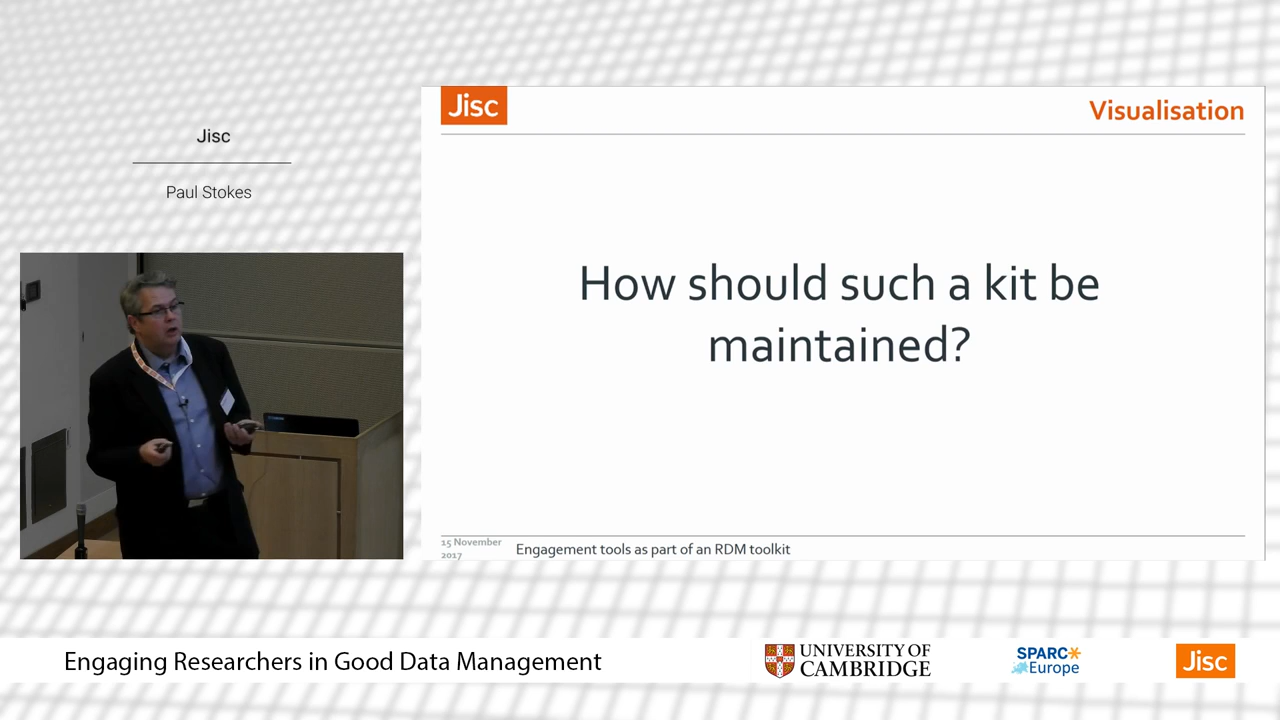 Jisc
Paul Stokes
Jisc
Visualisation
How should such a kit be
maintained?
15 November
2017
Engagement tools as part of an RDM toolkit
Engaging Researchers in Good Data Management
UNIVERSITY OF
CAMBRIDGE
SPARC*
Europe
Jisc